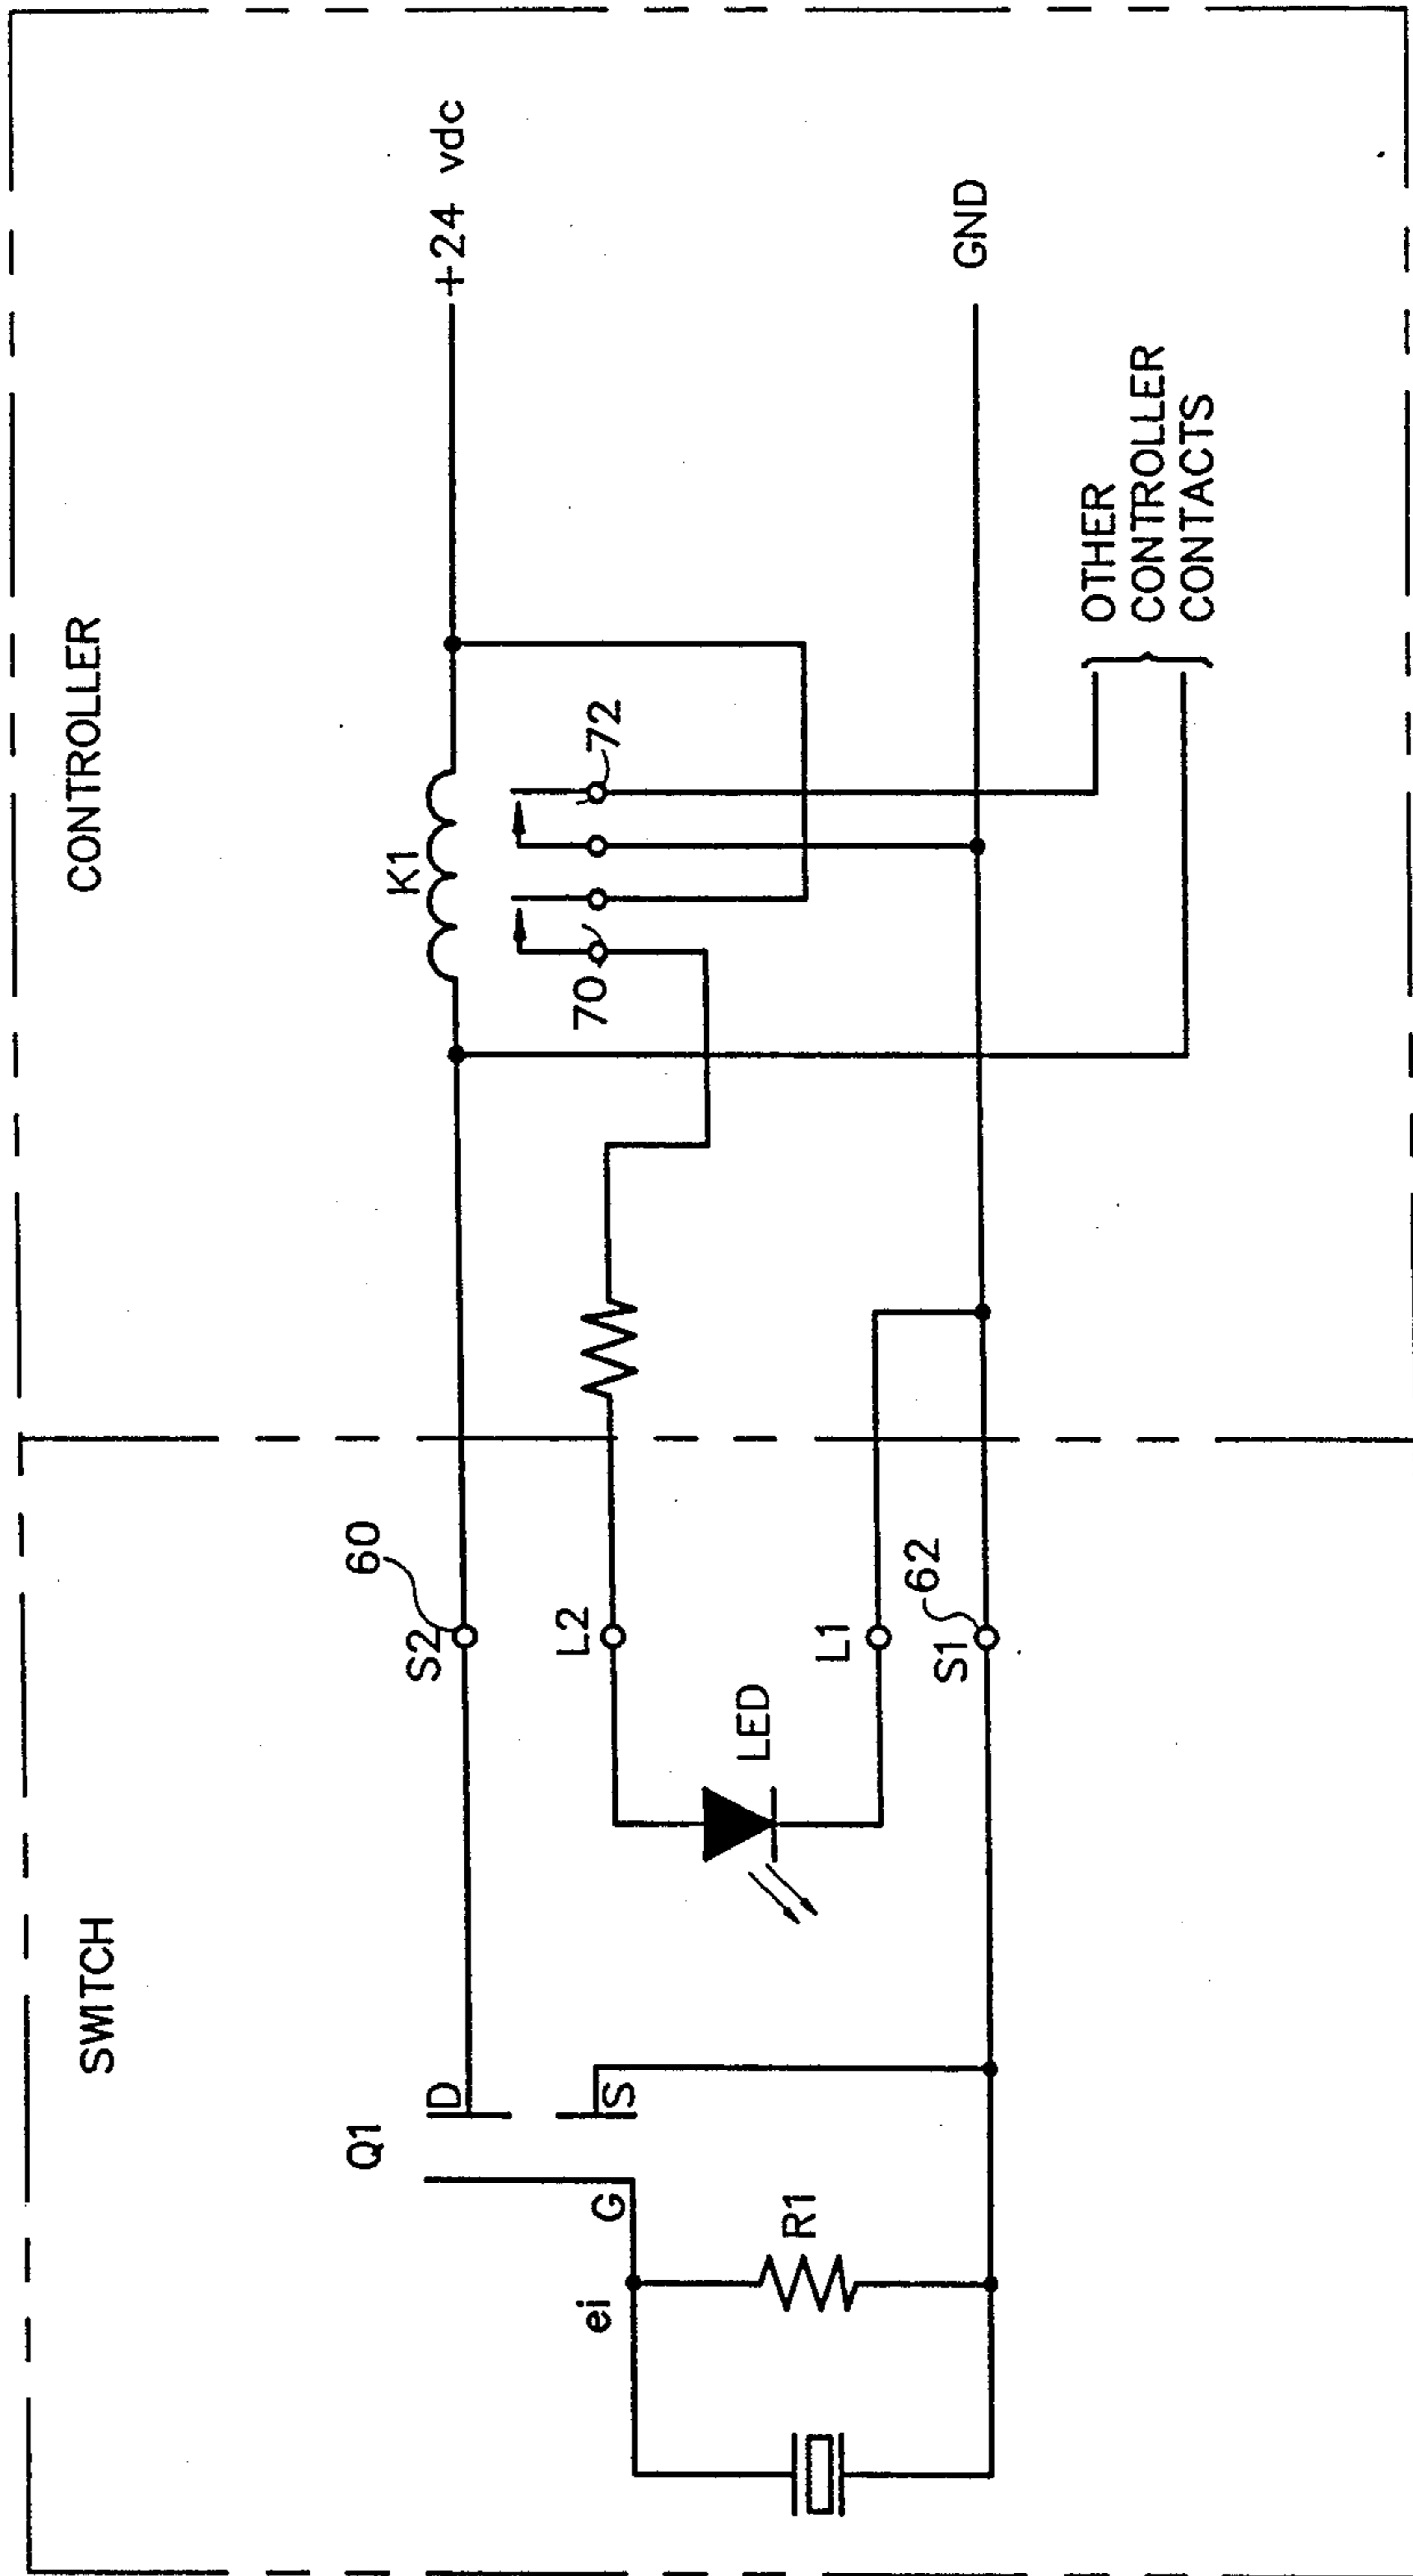 SWITCH
CONTROLLER
Q1
D
S
G
ei
R1
S2
60
L2
LED
L1
S1
62
K1
70
72
+24 vdc
GND
OTHER
CONTROLLER
CONTACTS